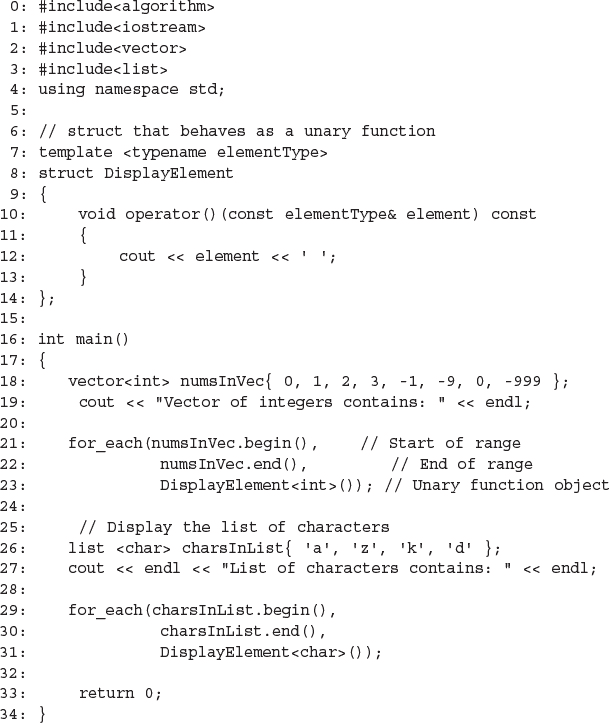 0: #include<algorithm>
1: #include<iostream>
2: #include<vector>
3: #include<list>
4: using namespace std;
5:
6: // struct that behaves as a unary function
7: template <typename elementType>
8: struct DisplayElement
9: {
10:     void operator()(const elementType& element) const
11:     {
12:         cout << element << ' ';
13:     }
14: };
15:
16: int main()
17: {
18:    vector<int> numsInVec{ 0, 1, 2, 3, -1, -9, 0, -999 };
19:     cout << "Vector of integers contains: " << endl;
20:
21:    for_each(numsInVec.begin(),    // Start of range
22:             numsInVec.end(),         // End of range
23:             DisplayElement<int>()); // Unary function object
24:
25:     // Display the list of characters
26:    list <char> charsInList{ 'a', 'z', 'k', 'd' };
27:    cout << endl << "List of characters contains: " << endl;
28:
29:    for_each(charsInList.begin(),
30:             charsInList.end(),
31:             DisplayElement<char>());
32:
33:     return 0;
34: }